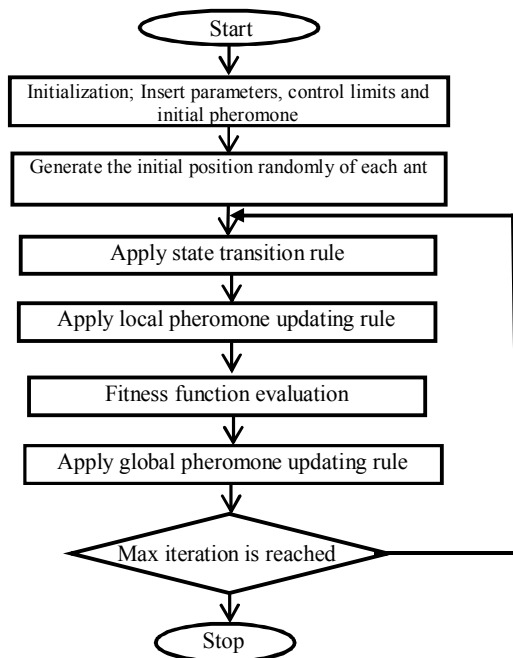 Start
Initialization; Insert parameters, control limits and
initial pheromone
Generate the initial position randomly of each ant
Apply state transition rule
Apply local pheromone updating rule
Fitness function evaluation
Apply global pheromone updating rule
Max iteration is reached
Stop